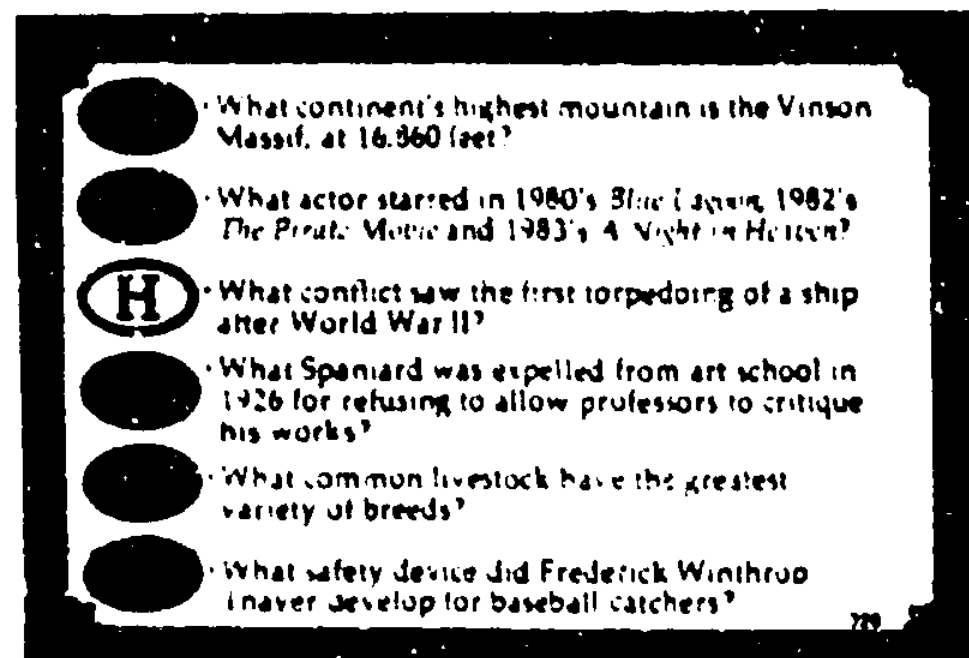 What continent's highest mountain is the Vinson
Massif, at 16,860 feet?
What actor starred in 1980's Blue Lagoon, 1982's
The Pirate Movie and 1983's A Night in Heaven?
H
What conflict saw the first torpedoing of a ship
after World War II?
What Spaniard was expelled from art school in
1926 for refusing to allow professors to critique
his works?
What common livestock have the greatest
variety of breeds?
What safety device did Frederick Winthrop
Thayer develop for baseball catchers?